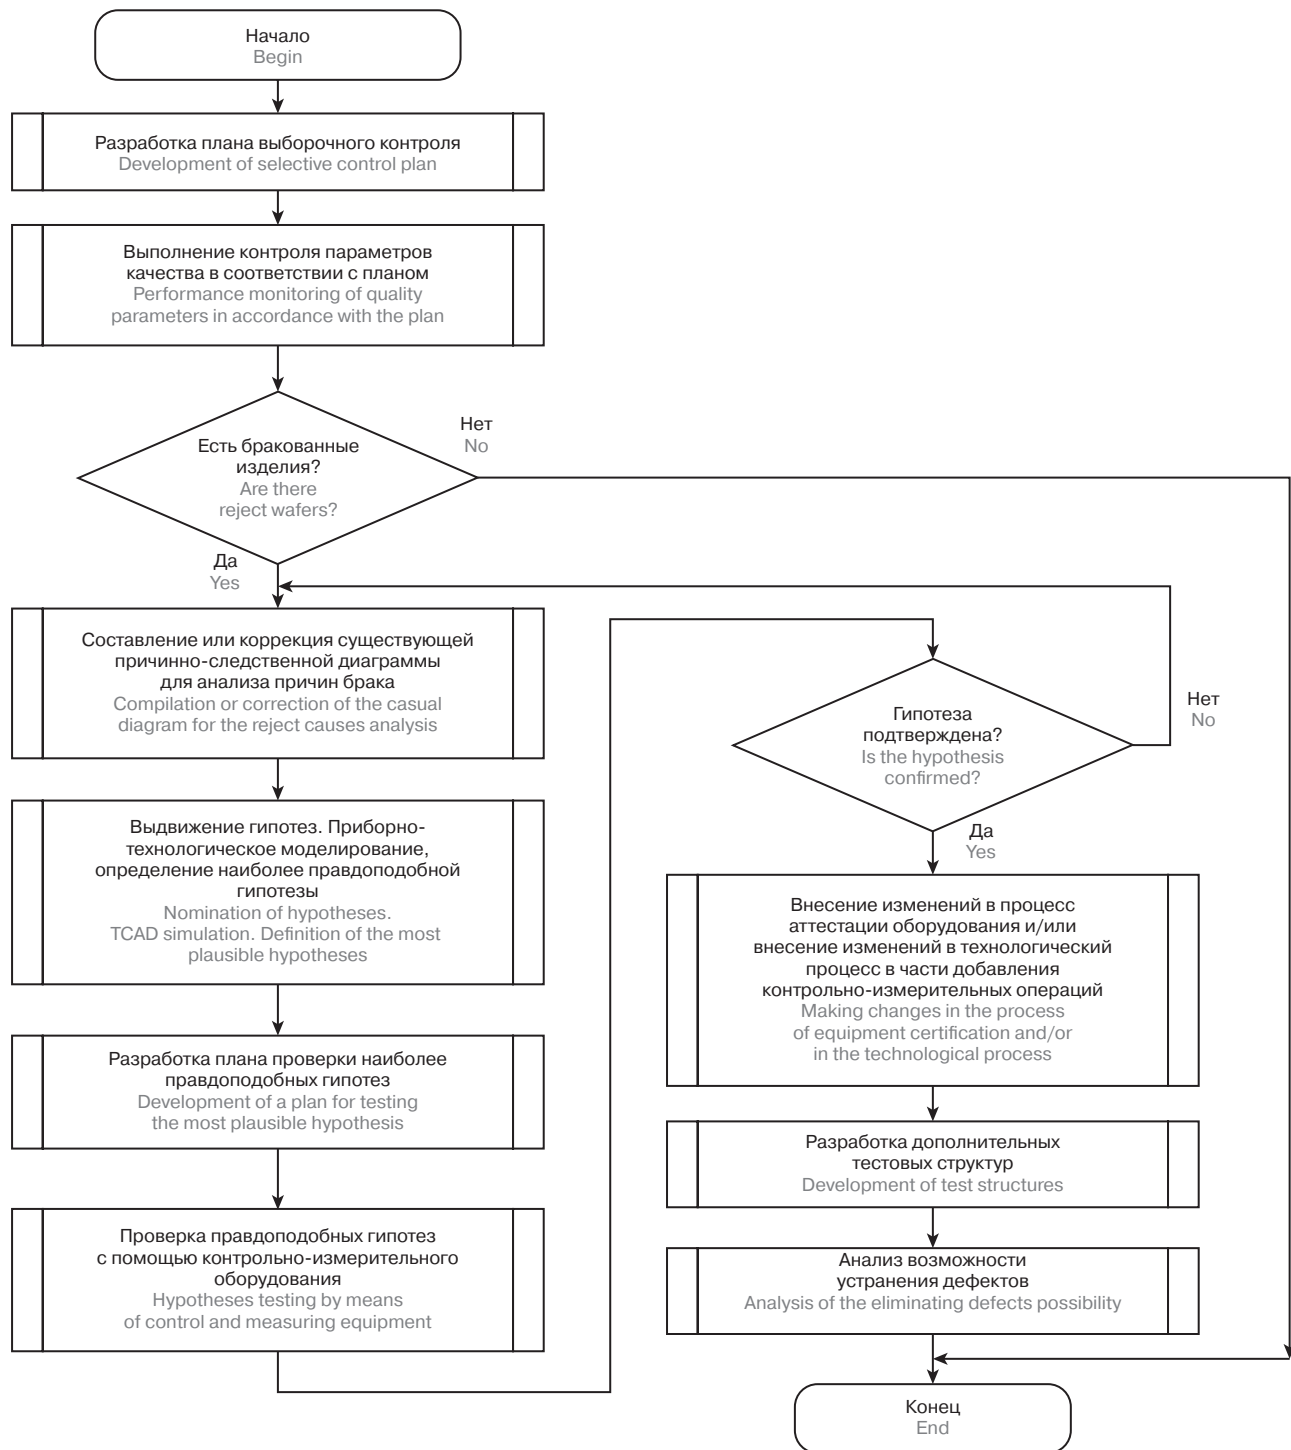 Начало
Begin
Разработка плана выборочного контроля
Development of selective control plan
Выполнение контроля параметров
качества в соответствии с планом
Performance monitoring of quality
parameters in accordance with the plan
Есть бракованные
изделия?
Are there
reject wafers?
Нет
No
Да
Yes
Составление или коррекция существующей
причинно-следственной диаграммы
для анализа причин брака
Compilation or correction of the casual
diagram for the reject causes analysis
Выдвижение гипотез. Приборно-
технологическое моделирование,
определение наиболее правдоподобной
гипотезы
Nomination of hypotheses.
TCAD simulation. Definition of the most
plausible hypotheses
Разработка плана проверки наиболее
правдоподобных гипотез
Development of a plan for testing
the most plausible hypothesis
Проверка правдоподобных гипотез
с помощью контрольно-измерительного
оборудования
Hypotheses testing by means
of control and measuring equipment
Гипотеза
подтверждена?
Is the hypothesis
confirmed?
Нет
No
Да
Yes
Внесение изменений в процесс
аттестации оборудования и/или
внесение изменений в технологический
процесс в части добавления
контрольно-измерительных операций
Making changes in the process
of equipment certification and/or
in the technological process
Разработка дополнительных
тестовых структур
Development of test structures
Анализ возможности
устранения дефектов
Analysis of the eliminating defects possibility
Конец
End